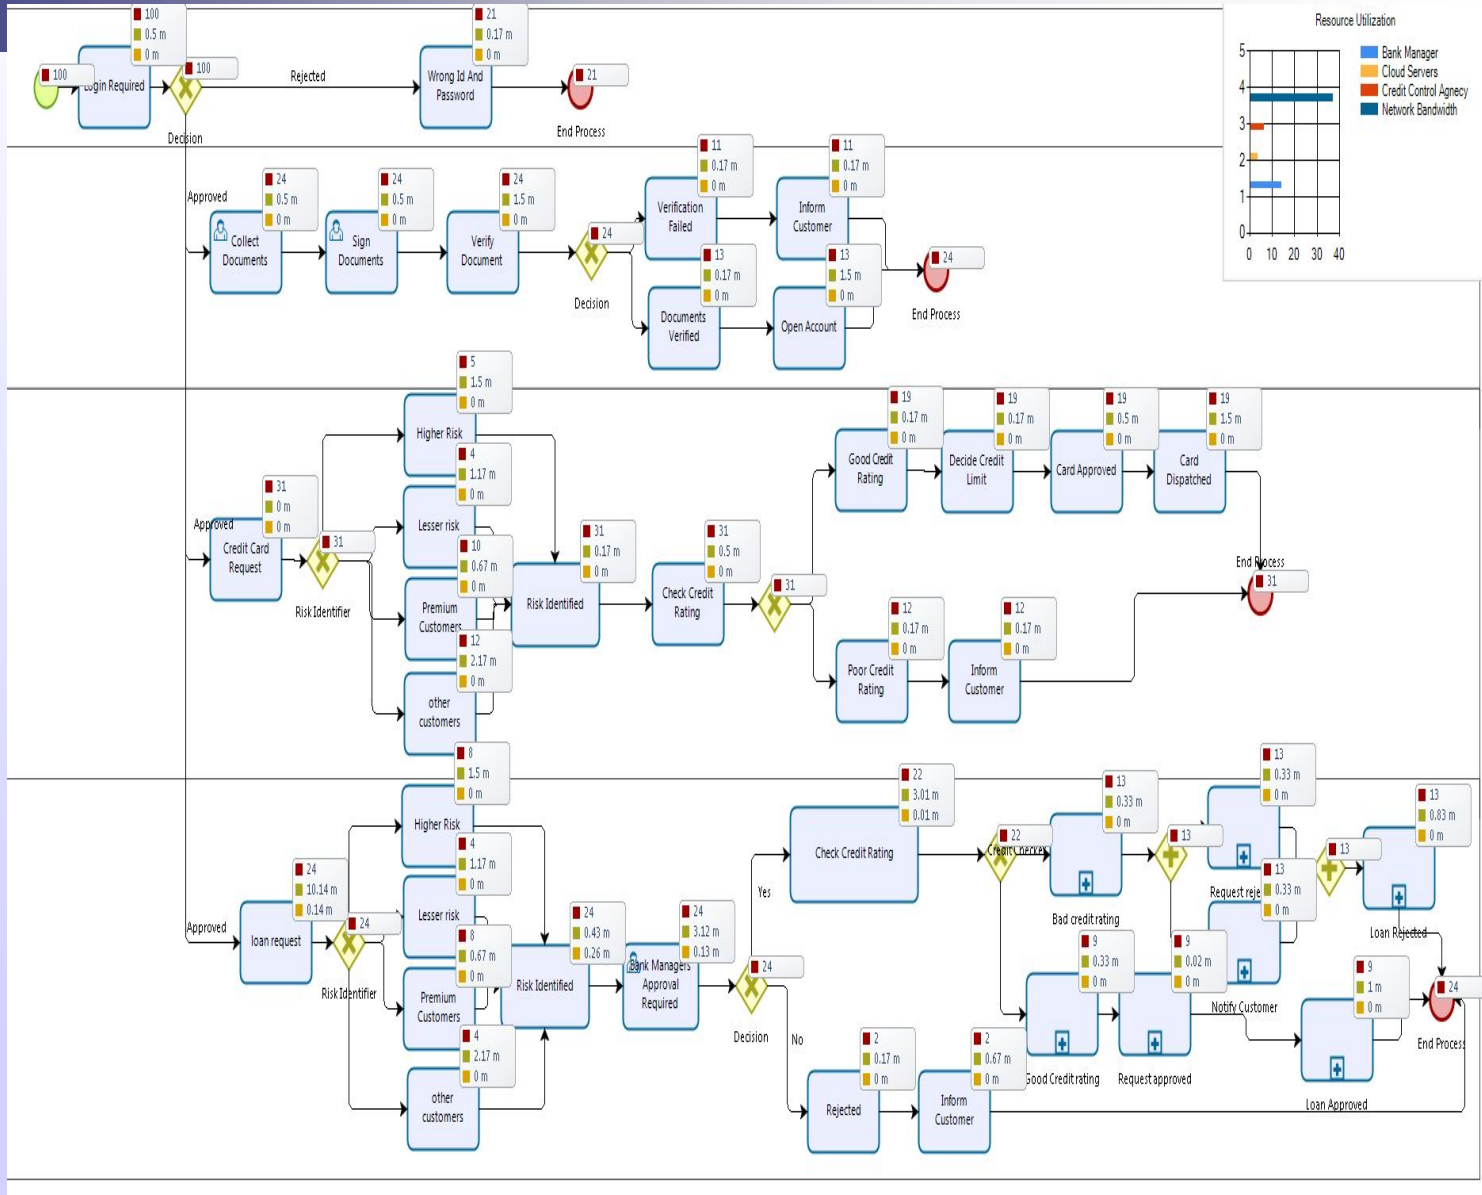 100
0.5 m
0 m
21
0.17 m
0 m
100
Login Required
100
Decision
Rejected
Wrong Id And
Password
21
End Process
Resource Utilization
5
4
3
2
1
0
0 10 20 30 40
Bank Manager
Cloud Servers
Credit Control Agnecy
Network Bandwidth
Approved
24
0.5 m
0 m
Collect
Documents
24
0.5 m
0 m
Sign
Documents
24
1.5 m
0 m
Verify
Document
24
Decision
11
0.17 m
0 m
Verification
Failed
11
0.17 m
0 m
Inform
Customer
13
0.17 m
0 m
Documents
Verified
13
1.5 m
0 m
Open Account
24
End Process
Approved
31
0 m
0 m
Credit Card
Request
31
Risk Identifier
5
1.5 m
0 m
Higher Risk
4
1.17 m
0 m
Lesser risk
10
0.67 m
0 m
Premium
Customers
12
2.17 m
0 m
other
customers
31
0.17 m
0 m
Risk Identified
31
0.5 m
0 m
Check Credit
Rating
31
19
0.17 m
0 m
Good Credit
Rating
19
0.17 m
0 m
Decide Credit
Limit
19
0.5 m
0 m
Card Approved
19
1.5 m
0 m
Card
Dispatched
End Process
31
12
0.17 m
0 m
Poor Credit
Rating
12
0.17 m
0 m
Inform
Customer
Approved
24
10.14 m
0.14 m
loan request
24
Risk Identifier
8
1.5 m
0 m
Higher Risk
4
1.17 m
0 m
Lesser risk
8
0.67 m
0 m
Premium
Customers
4
2.17 m
0 m
other
customers
24
0.43 m
0.26 m
Risk Identified
24
3.12 m
0.13 m
Bank Managers
Approval
Required
24
Decision
Yes
No
22
3.01 m
0.01 m
Check Credit Rating
22
Credit Checker
13
0.33 m
0 m
Bad credit rating
13
13
0.33 m
0 m
Request reje
13
0.33 m
0 m
Notify Customer
13
13
0.83 m
0 m
Loan Rejected
9
0.33 m
0 m
Good Credit rating
9
0.02 m
0 m
Request approved
9
1 m
0 m
Loan Approved
24
End Process
2
0.17 m
0 m
Rejected
2
0.67 m
0 m
Inform
Customer